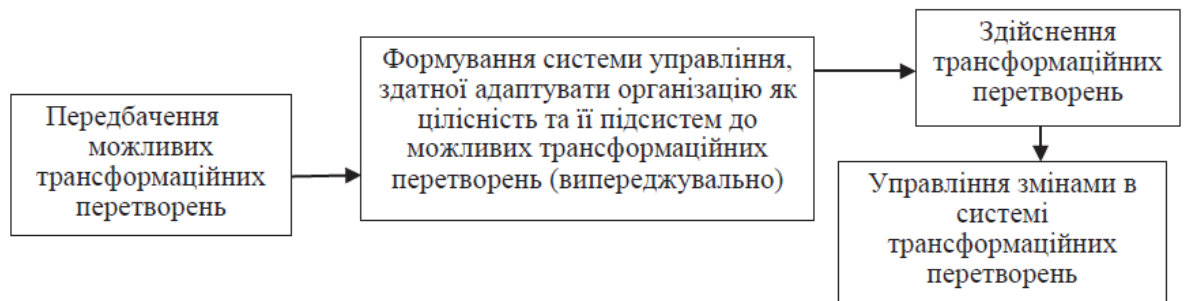 Передбачення
можливих
трансформаційних
перетворень
Формування системи управління,
здатної адаптувати організацію як
цілісність та її підсистем до
можливих трансформаційних
перетворень (випереджувально)
Здійснення
трансформаційних
перетворень
Управління змінами в
системі
трансформаційних
перетворень